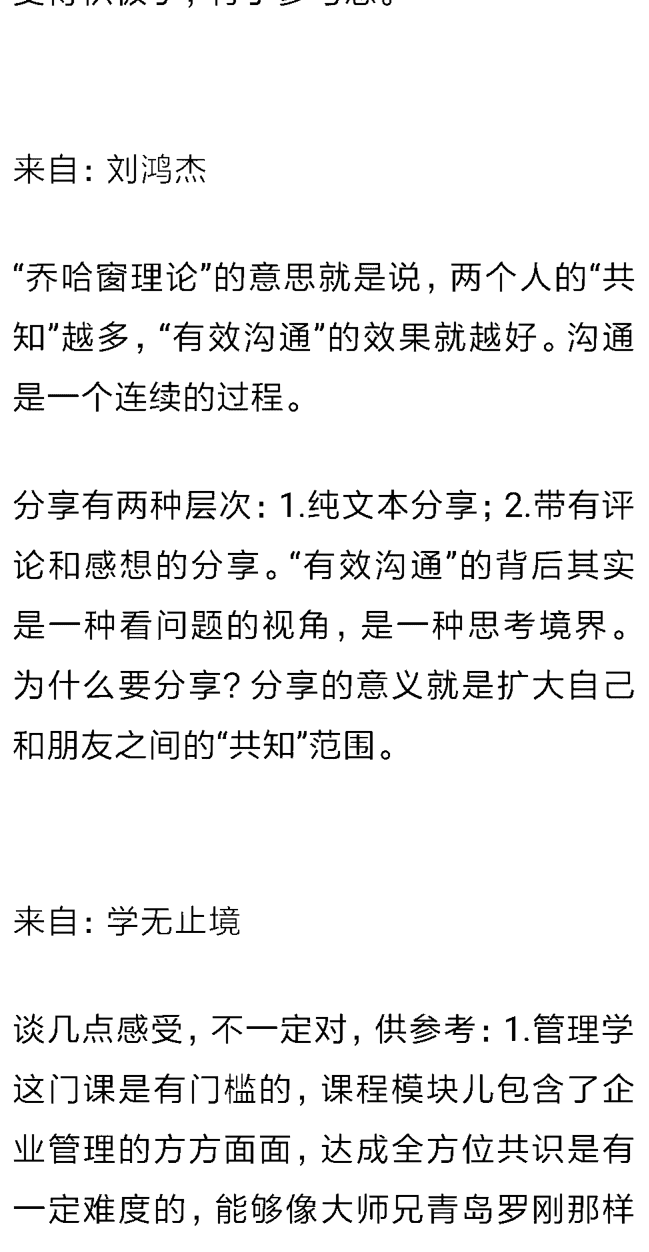 来自：刘鸿杰
“乔哈窗理论”的意思就是说，两个人的“共
知”越多，“有效沟通”的效果就越好。沟通
是一个连续的过程。
分享有两种层次：1.纯文本分享；2.带有评
论和感想的分享。“有效沟通”的背后其实
是一种看问题的视角，是一种思考境界。
为什么要分享？分享的意义就是扩大自己
和朋友之间的“共知”范围。
来自：学无止境
谈几点感受，不一定对，供参考：1.管理学
这门课是有门槛的，课程模块儿包含了企
业管理的方方面面，达成全方位共识是有
一定难度的，能够像大师兄青岛罗刚那样